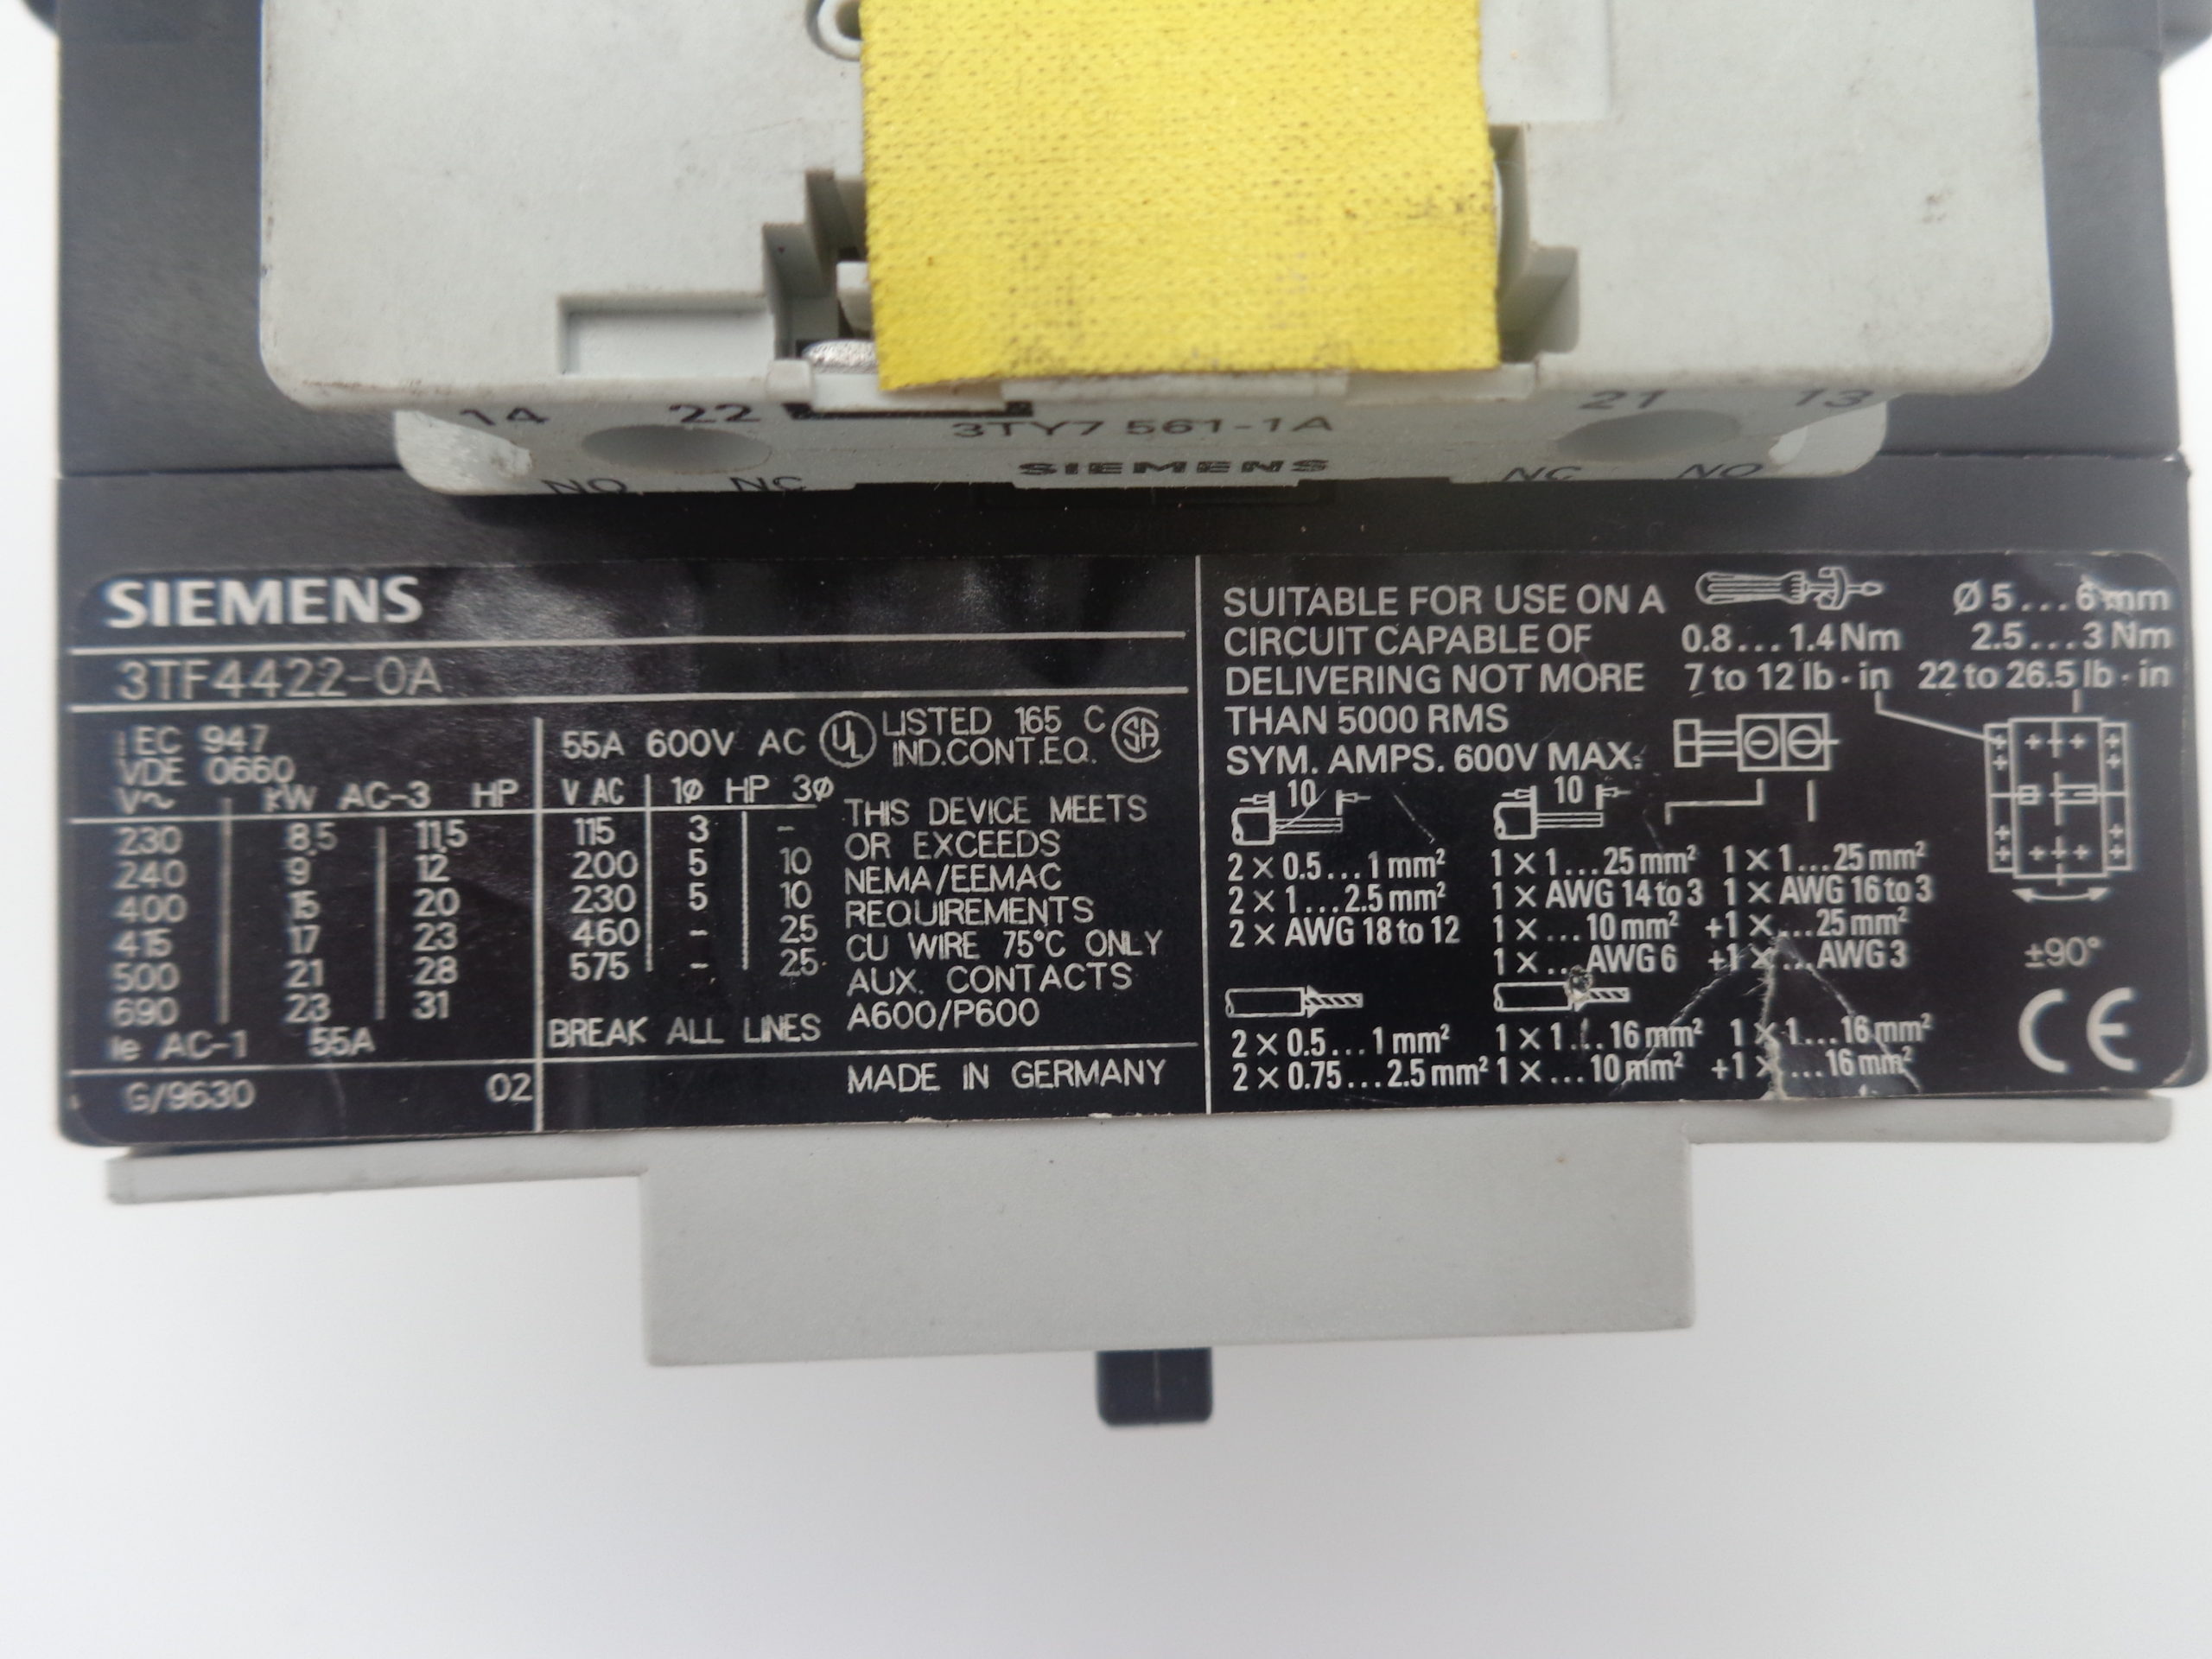 14 22 21 13
3TY7 561-1A
SIEMENS
NO NC NC NO
SIEMENS
3TF4422-0A
IEC 947
VDE 0660
V~ KW AC-3 HP
230 8,5 11,5
240 9 12
400 15 20
415 17 23
500 21 28
690 23 31
Ie AC-1 55A
G/9630 02
55A 600V AC UL LISTED 165 C SA
IND.CONT.EQ.
V AC 1ø HP 3ø
115 3 -
200 5 10
230 5 10
460 - 25
575 - 25
BREAK ALL LINES
THIS DEVICE MEETS
OR EXCEEDS
NEMA/EEMAC
REQUIREMENTS
CU WIRE 75°C ONLY
AUX. CONTACTS
A600/P600
MADE IN GERMANY
SUITABLE FOR USE ON A
CIRCUIT CAPABLE OF
DELIVERING NOT MORE
THAN 5000 RMS
SYM. AMPS. 600V MAX.
Ø 5...6 mm
0.8...1.4 Nm 2.5...3 Nm
7 to 12 lb · in 22 to 26.5 lb · in
10 10
2 × 0.5...1 mm² 1 × 1...25 mm² 1 × 1...25 mm²
2 × 1...2.5 mm² 1 × AWG 14 to 3 1 × AWG 16 to 3
2 × AWG 18 to 12 1 × ...10 mm² +1 × ...25 mm²
1 × ...AWG 6 +1 × ...AWG 3
±90°
2 × 0.5...1 mm² 1 × 1...16 mm² 1 × 1...16 mm²
2 × 0.75...2.5 mm² 1 × ...10 mm² +1 × ...16 mm²
CE